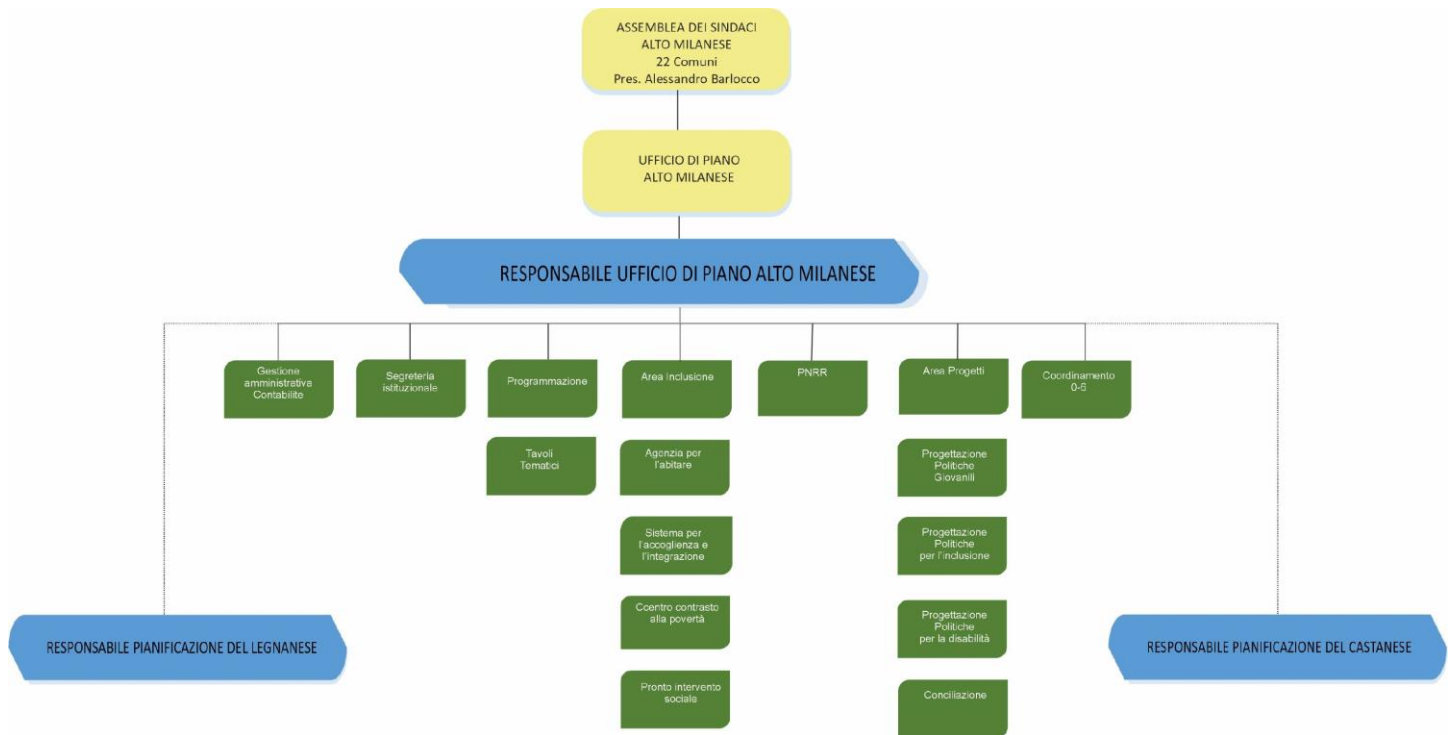 ASSEMBLEA DEI SINDACI
ALTO MILANESE
22 Comuni
Pres. Alessandro Barlocco
UFFICIO DI PIANO
ALTO MILANESE
RESPONSABILE UFFICIO DI PIANO ALTO MILANESE
Gestione
amministrativa
Contabilite
Segreteria
istituzionale
Programmazione
Area Inclusione
PNRR
Area Progetti
Coordinamento
0-6
Tavoli
Tomatici
Agenzia per
l'abitare
Progettazione
Politiche
Giovanili
Sistema per
l'accoglienza e
l'integrazione
Progettazione
Politiche
per l'inclusione
Ccentro contrasto
alla povertà
Progettazione
Politiche
per la disabilità
Pronto intervento
sociale
Conciliazione
RESPONSABILE PIANIFICAZIONE DEL LEGNANESE
RESPONSABILE PIANIFICAZIONE DEL CASTANESE